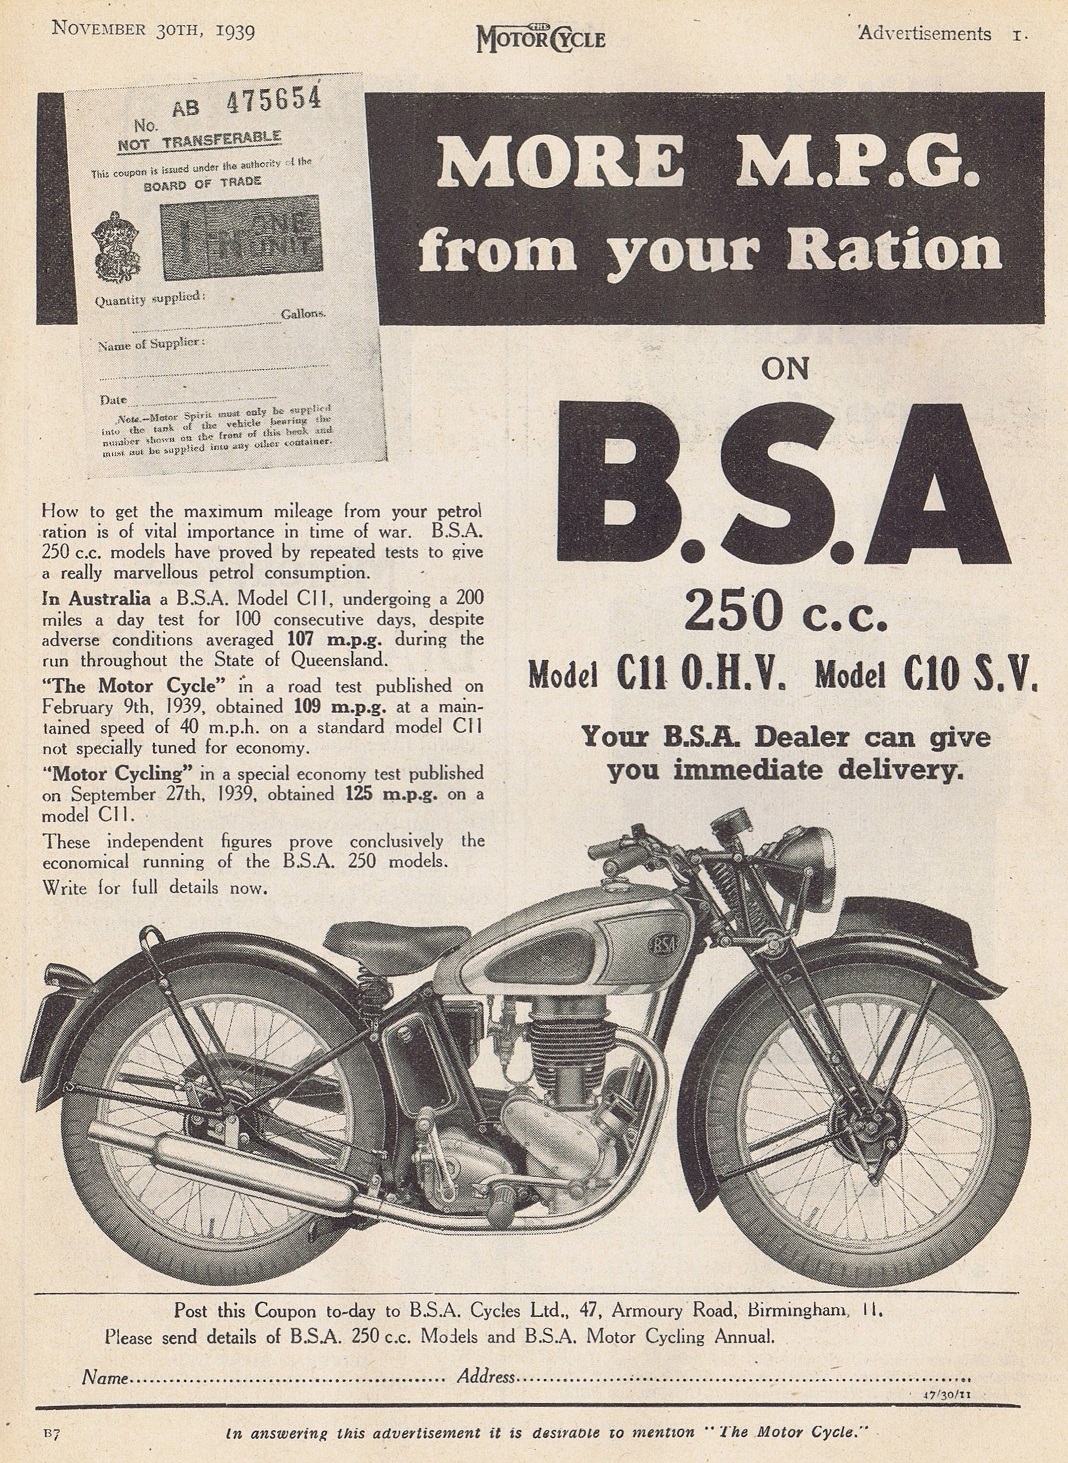 NOVEMBER 30TH, 1939
THE
MOTOR CYCLE
Advertisements 1.
No. AB 475654
NOT TRANSFERABLE
This coupon is issued under the authority of the
BOARD OF TRADE
ONE
UNIT
Quantity supplied:
Gallons.
Name of Supplier:
Date
Note.—Motor Spirit must only be supplied
into the tank of the vehicle bearing the
number shown on the front of this book and
must not be supplied into any other container.
MORE M.P.G.
from your Ration
ON
B.S.A
250 c.c.
Model C11 O.H.V. Model C10 S.V.
Your B.S.A. Dealer can give
you immediate delivery.
How to get the maximum mileage from your petrol
ration is of vital importance in time of war. B.S.A.
250 c.c. models have proved by repeated tests to give
a really marvellous petrol consumption.
In Australia a B.S.A. Model C11, undergoing a 200
miles a day test for 100 consecutive days, despite
adverse conditions averaged 107 m.p.g. during the
run throughout the State of Queensland.
"The Motor Cycle" in a road test published on
February 9th, 1939, obtained 109 m.p.g. at a main-
tained speed of 40 m.p.h. on a standard model C11
not specially tuned for economy.
"Motor Cycling" in a special economy test published
on September 27th, 1939, obtained 125 m.p.g. on a
model C11.
These independent figures prove conclusively the
economical running of the B.S.A. 250 models.
Write for full details now.
BSA
Post this Coupon to-day to B.S.A. Cycles Ltd., 47, Armoury Road, Birmingham, 11.
Please send details of B.S.A. 250 c.c. Models and B.S.A. Motor Cycling Annual.
Name.................................................. Address......................................................................
47/30/11
B7
In answering this advertisement it is desirable to mention "The Motor Cycle."